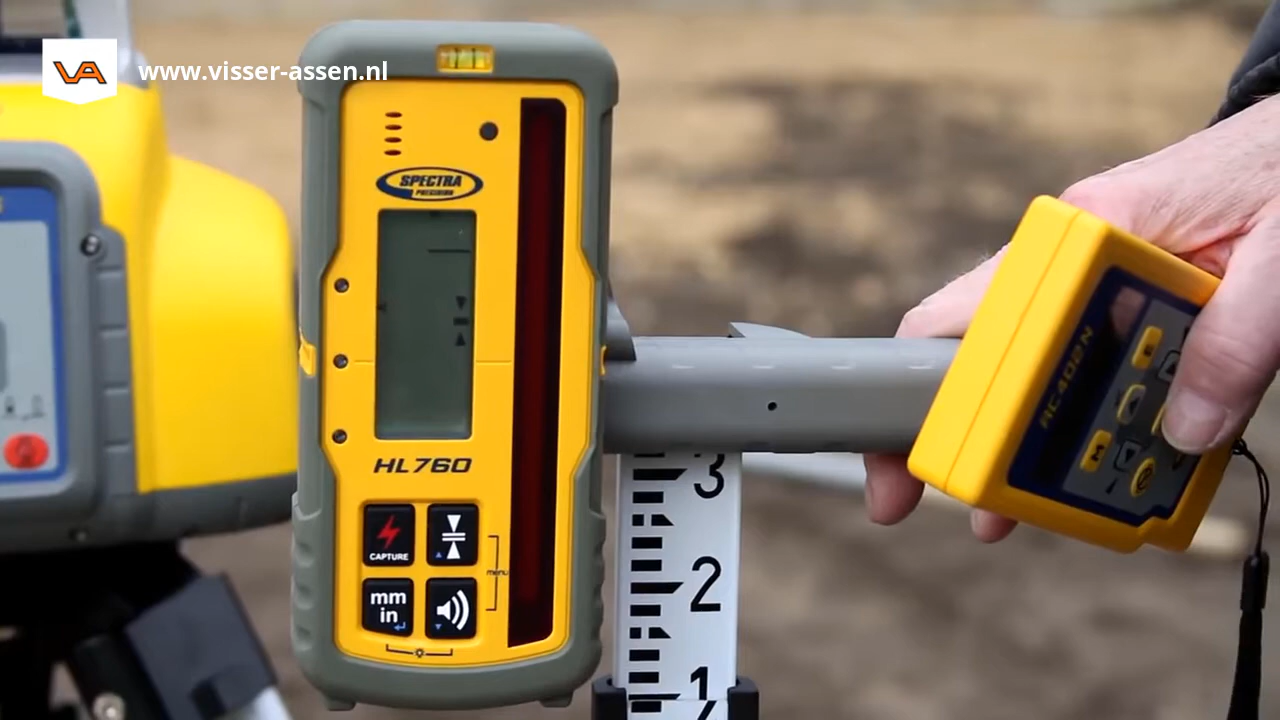 VA
www.visser-assen.nl
SPECTRA
PRECISION
HL760
CAPTURE
mm
in
menu
3
2
1
RC402N
M